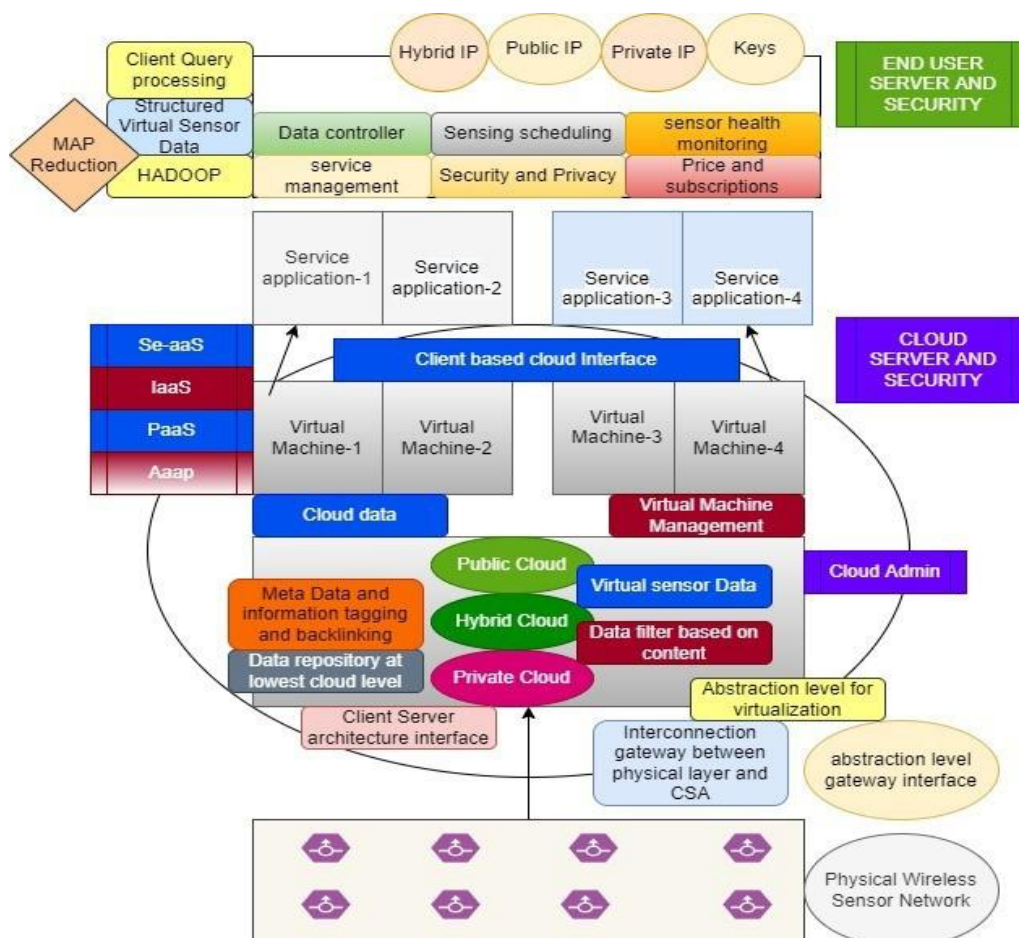 Hybrid IP
Public IP
Private IP
Keys
Client Query
processing
END USER
SERVER AND
SECURITY
Structured
Virtual Sensor
Data
MAP
Reduction
HADOOP
Data controller
Sensing scheduling
sensor health
monitoring
service
management
Security and Privacy
Price and
subscriptions
Service
application-1
Service
application-2
Service
application-3
Service
application-4
Se-aaS
IaaS
PaaS
Aaap
Client based cloud Interface
CLOUD
SERVER AND
SECURITY
Virtual
Machine-1
Virtual
Machine-2
Virtual
Machine-3
Virtual
Machine-4
Cloud data
Virtual Machine
Management
Public Cloud
Cloud Admin
Virtual sensor Data
Meta Data and
information tagging
and backlinking
Hybrid Cloud
Data filter based on
content
Data repository at
lowest cloud level
Private Cloud
Abstraction level for
virtualization
Client Server
architecture interface
Interconnection
gateway between
physical layer and
CSA
abstraction level
gateway interface
Physical Wireless
Sensor Network